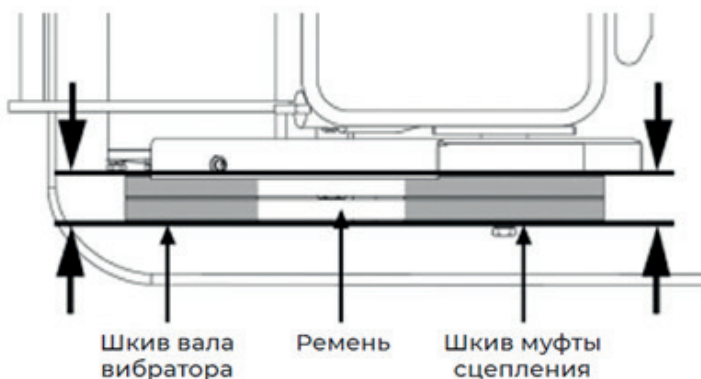 Шкив вала
вибратора
Ремень
Шкив муфты
сцепления